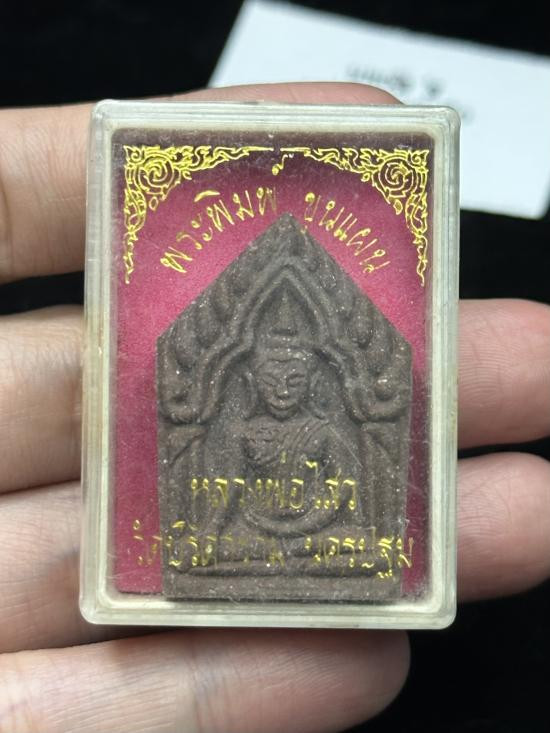 พระพิมพ์ ขุนแผน
หลวงพ่อไสว
วัดปรีดาราม นครปฐม